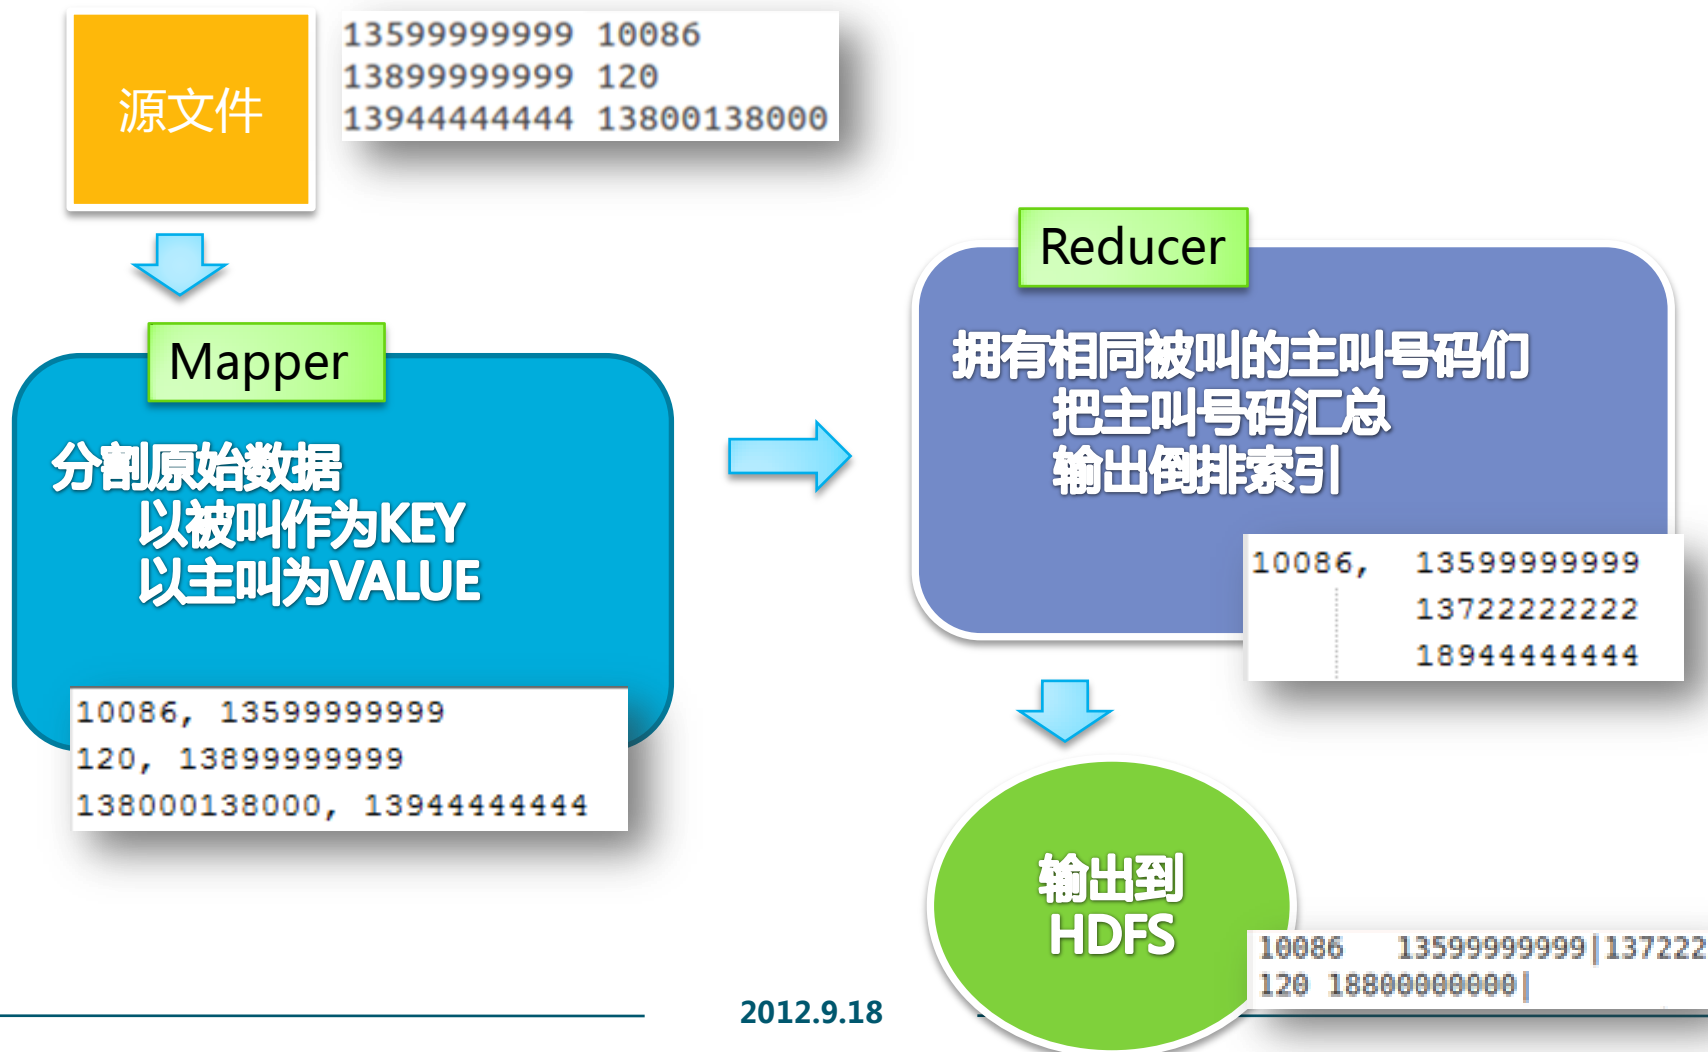 源文件
13599999999 10086
13899999999 120
13944444444 13800138000
Mapper
分割原始数据
以被叫作为KEY
以主叫为VALUE
10086, 13599999999
120, 13899999999
138000138000, 13944444444
Reducer
拥有相同被叫的主叫号码们
把主叫号码汇总
输出倒排索引
10086, 13599999999
13722222222
18944444444
输出到
HDFS
10086 13599999999|137222
120 18800000000|
2012.9.18